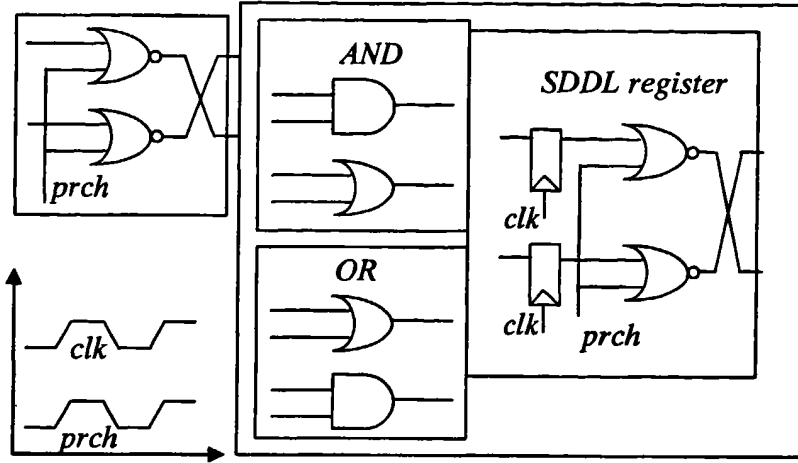 prch
AND
OR
SDDL register
clk
clk
prch
clk
prch